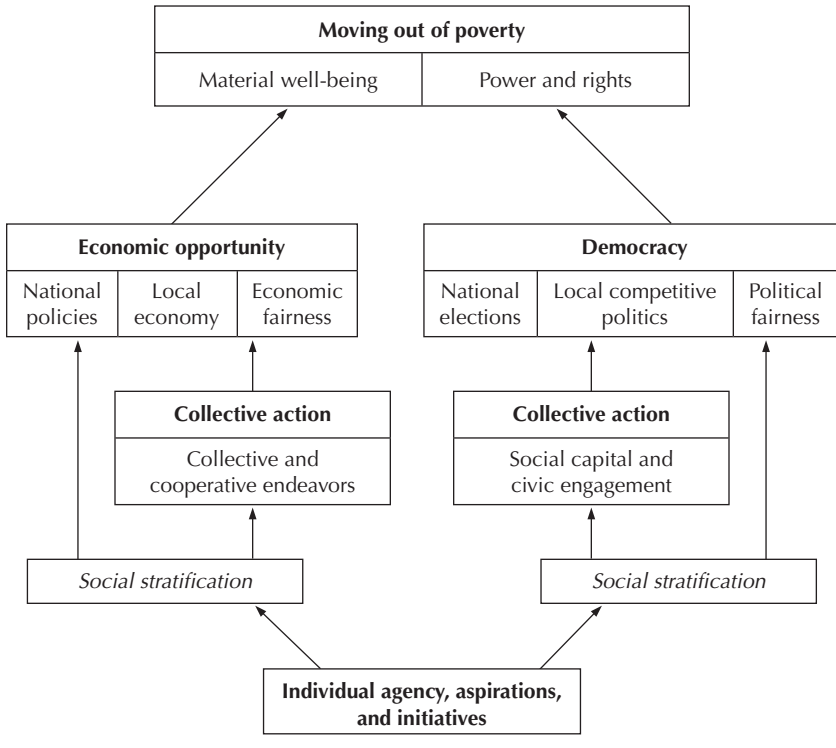 Moving out of poverty
Material well-being
Power and rights
Economic opportunity
National
policies
Local
economy
Economic
fairness
Democracy
National
elections
Local competitive
politics
Political
fairness
Collective action
Collective and
cooperative endeavors
Collective action
Social capital and
civic engagement
Social stratification
Social stratification
Individual agency, aspirations,
and initiatives